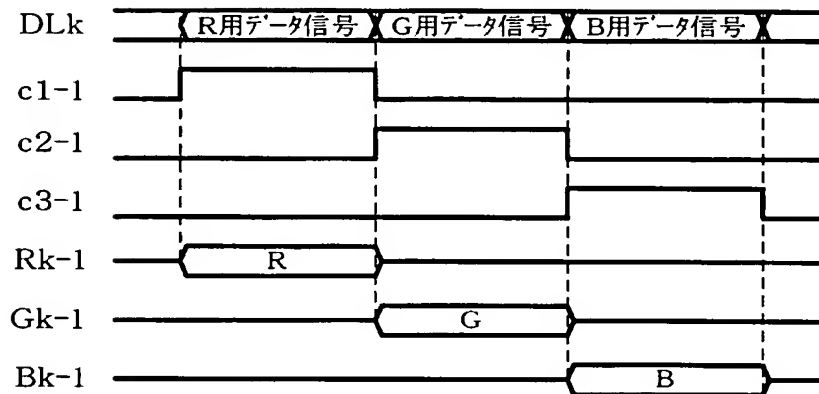 DLk R用データ信号 G用データ信号 B用データ信号
c1-1
c2-1
c3-1
Rk-1 R
Gk-1 G
Bk-1 B